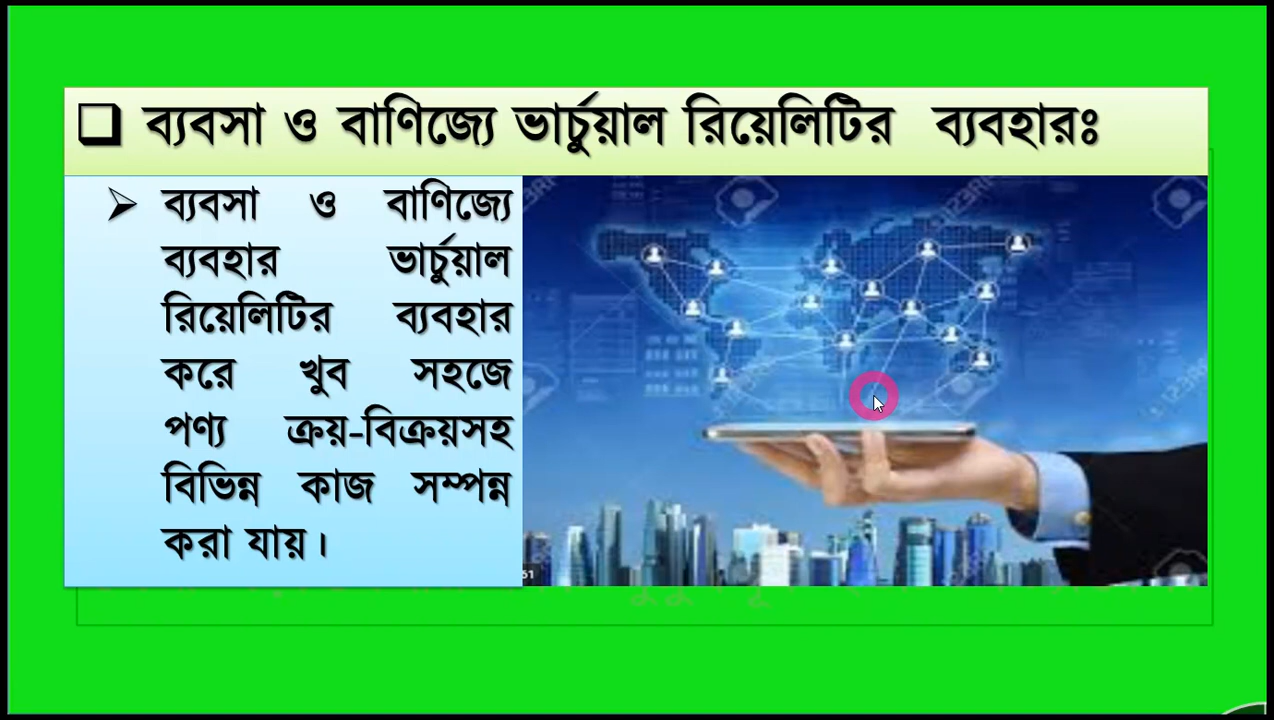 ব্যবসা ও বাণিজ্যে ভার্চুয়াল রিয়েলিটির ব্যবহারঃ
ব্যবসা ও বাণিজ্যে
ব্যবহার ভার্চুয়াল
রিয়েলিটির ব্যবহার
করে খুব সহজে
পণ্য ক্রয়-বিক্রয়সহ
বিভিন্ন কাজ সম্পন্ন
করা যায়।